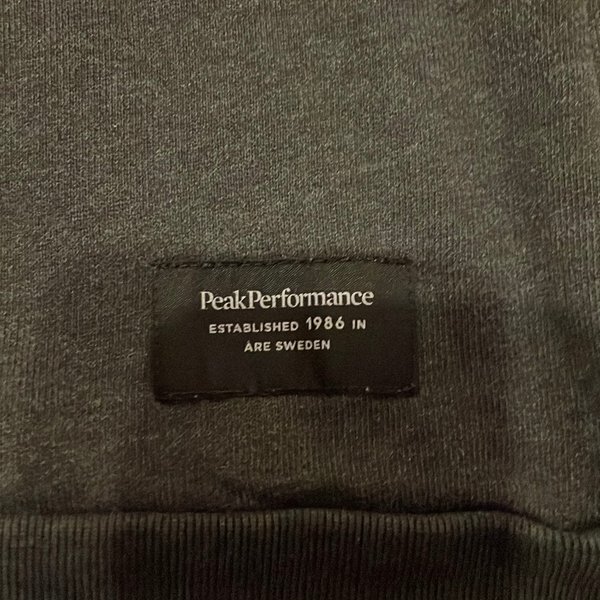 PeakPerformance
ESTABLISHED 1986 IN
ÅRE SWEDEN